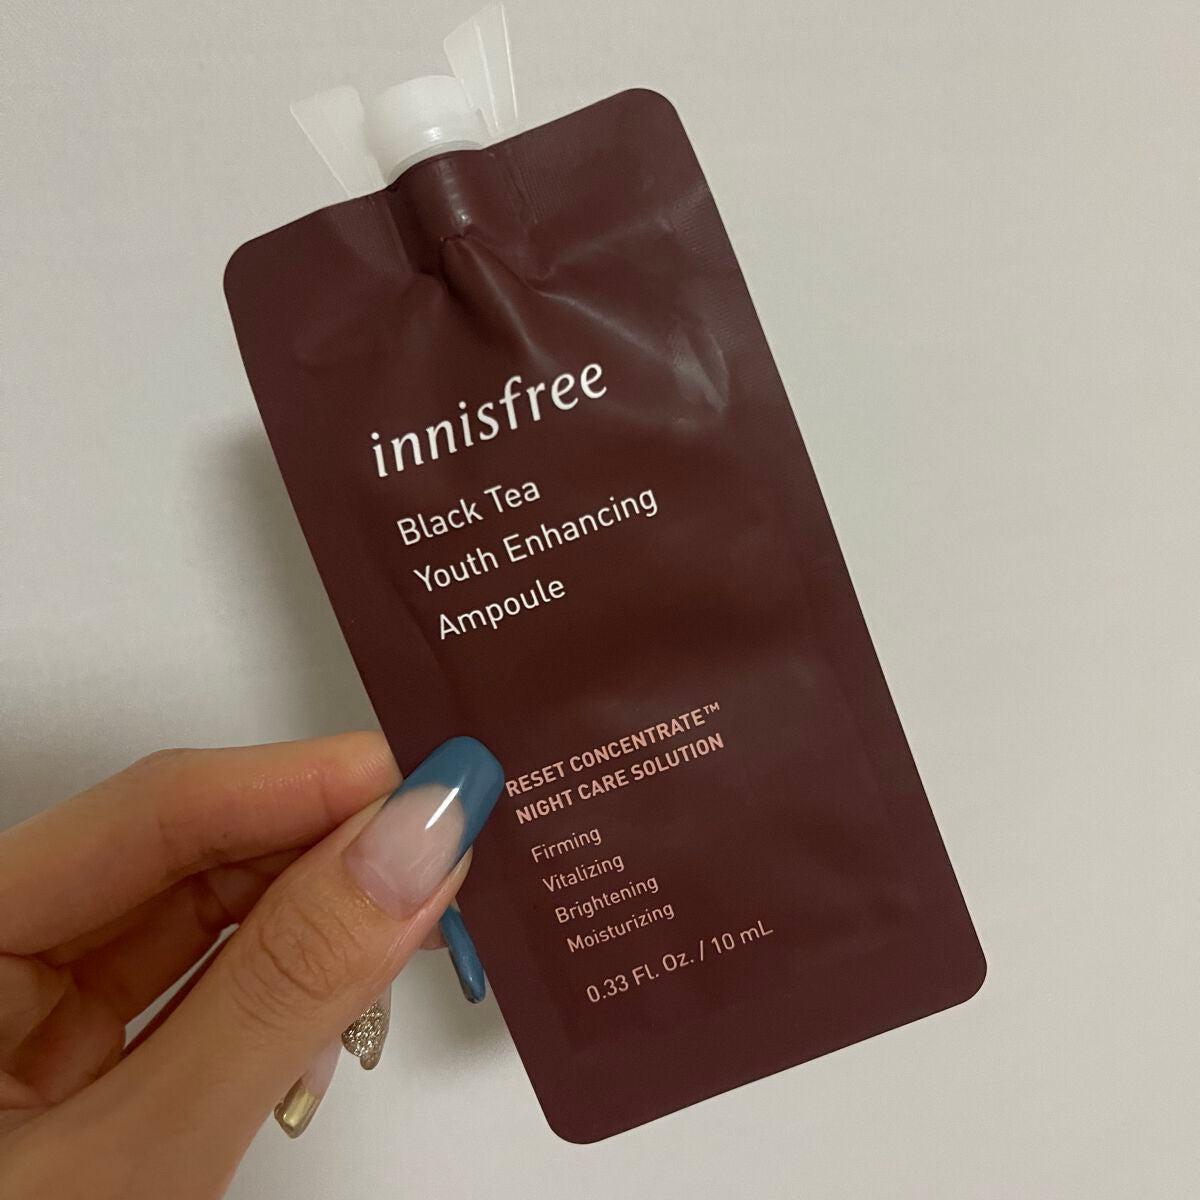 innisfree
Black Tea
Youth Enhancing
Ampoule
RESET CONCENTRATE™
NIGHT CARE SOLUTION
Firming
Vitalizing
Brightening
Moisturizing
0.33 Fl. Oz. / 10 mL